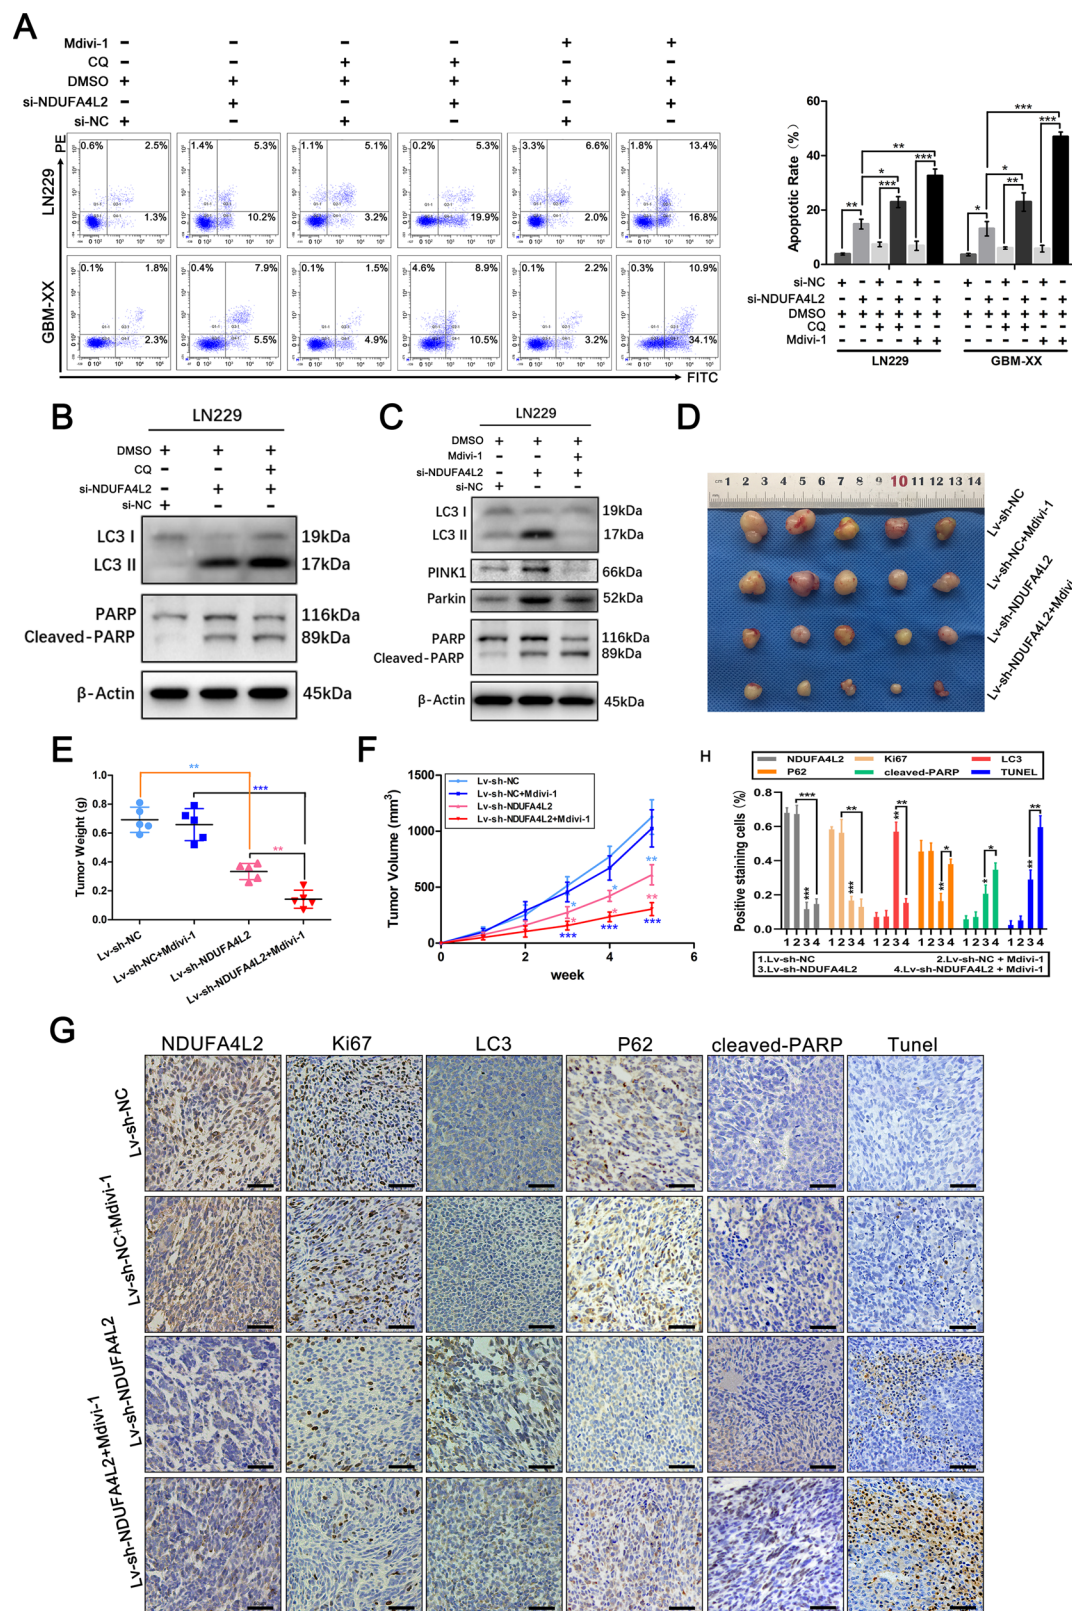 A
Mdivi-1 - - - - + +
CQ - - + + - -
DMSO + + + + + +
si-NDUFA4L2 - + - + - +
si-NC + - + - + -
PE
LN229
0.6% 2.5% 1.3%
1.4% 5.3% 10.2%
1.1% 5.1% 3.2%
0.2% 5.3% 19.9%
3.3% 6.6% 2.0%
1.8% 13.4% 16.8%
GBM-XX
0.1% 1.8% 2.3%
0.4% 7.9% 5.5%
0.1% 1.5% 4.9%
4.6% 8.9% 10.5%
0.1% 2.2% 3.2%
0.3% 10.9% 34.1%
FITC
Apoptotic Rate (%)
60
40
20
0
** * *** ** *** * * ** *** ***
si-NC + - + - + - + - + - + -
si-NDUFA4L2 - + - + - + - + - + - +
DMSO + + + + + + + + + + + +
CQ - - + + - - - - + + - -
Mdivi-1 - - - - + + - - - - + +
LN229 GBM-XX
B
LN229
DMSO + + +
CQ - - +
si-NDUFA4L2 - + +
si-NC + - -
LC3 I 19kDa
LC3 II 17kDa
PARP 116kDa
Cleaved-PARP 89kDa
β-Actin 45kDa
C
LN229
DMSO + + +
Mdivi-1 - - +
si-NDUFA4L2 - + +
si-NC + - -
LC3 I 19kDa
LC3 II 17kDa
PINK1 66kDa
Parkin 52kDa
PARP 116kDa
Cleaved-PARP 89kDa
β-Actin 45kDa
D
cm 1 2 3 4 5 6 7 8 9 10 11 12 13 14
Lv-sh-NC
Lv-sh-NC+Mdivi-1
Lv-sh-NDUFA4L2
Lv-sh-NDUFA4L2+Mdivi
E
Tumor Weight (g)
1.0
0.8
0.6
0.4
0.2
0.0
** *** **
Lv-sh-NC
Lv-sh-NC+Mdivi-1
Lv-sh-NDUFA4L2
Lv-sh-NDUFA4L2+Mdivi-1
F
Tumor Volume (mm3)
1500
1000
500
0
Lv-sh-NC
Lv-sh-NC+Mdivi-1
Lv-sh-NDUFA4L2
Lv-sh-NDUFA4L2+Mdivi-1
* * *** * * *** ** ** ***
0 2 4 6
week
H
NDUFA4L2 Ki67 LC3
P62 cleaved-PARP TUNEL
Positive staining cells (%)
0.8
0.6
0.4
0.2
0.0
*** *** *** ** ** ** ** * * * ** **
1 2 3 4 1 2 3 4 1 2 3 4 1 2 3 4 1 2 3 4 1 2 3 4
1.Lv-sh-NC 2.Lv-sh-NC + Mdivi-1
3.Lv-sh-NDUFA4L2 4.Lv-sh-NDUFA4L2 + Mdivi-1
G
NDUFA4L2 Ki67 LC3 P62 cleaved-PARP Tunel
Lv-sh-NC
Lv-sh-NC+Mdivi-1
Lv-sh-NDUFA4L2
Lv-sh-NDUFA4L2+Mdivi-1